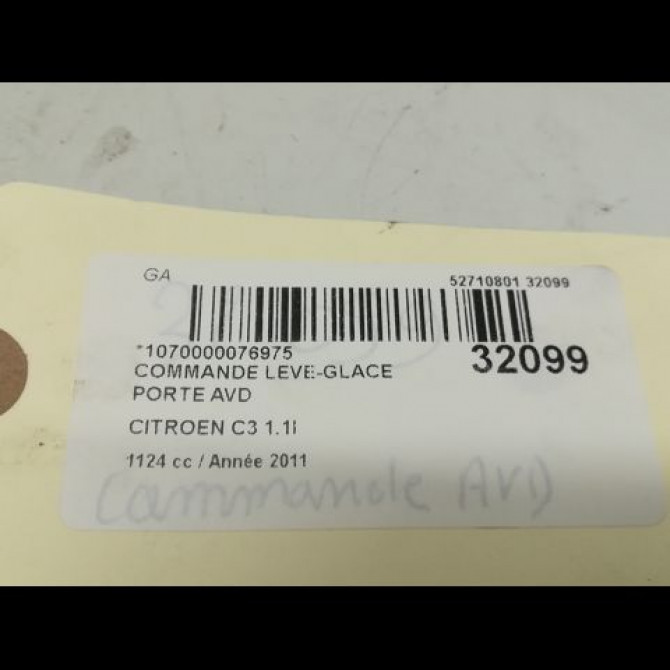 GA
52710801 32099
*1070000076975
32099
COMMANDE LEVE-GLACE
PORTE AVD
CITROEN C3 1.1I
1124 cc / Année 2011
Commande AVD